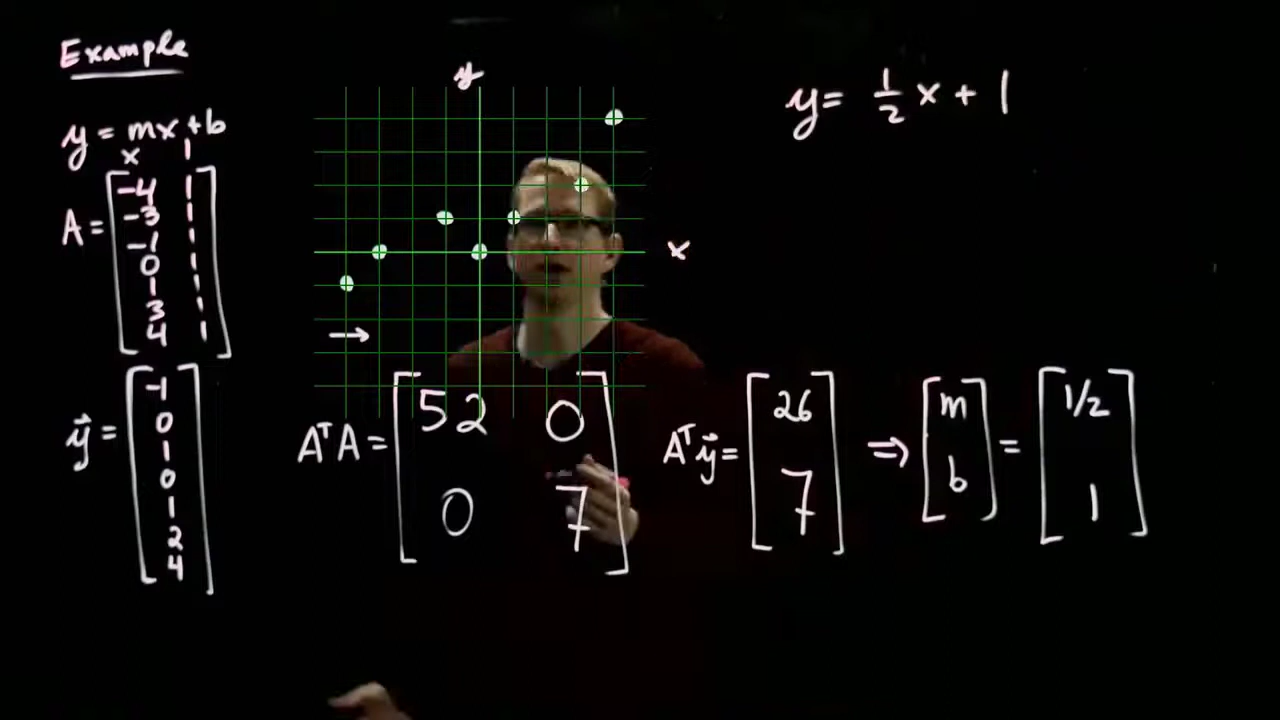 Example
y = mx + b
x 1
A = [-4 1
-3 1
-1 1
0 1
1 1
3 1
4 1]
y⃗ = [-1
0
1
0
1
2
4]
y
x
→
y = 1/2 x + 1
AᵀA = [52 0
0 7]
Aᵀy⃗ = [26
7]
⇒ [m
b] = [1/2
1]